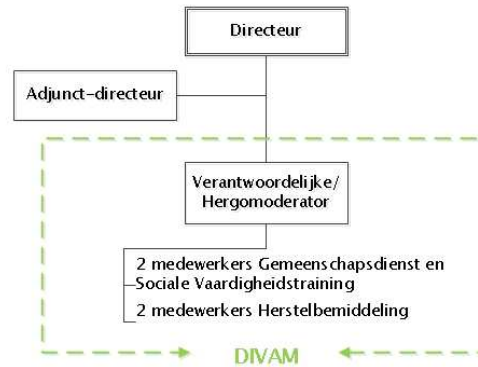 Directeur
Adjunct-directeur
Verantwoordelijke/
Hergomoderator
2 medewerkers Gemeenschapsdienst en
Sociale Vaardigheidstraining
2 medewerkers Herstelbemiddeling
DIVAM